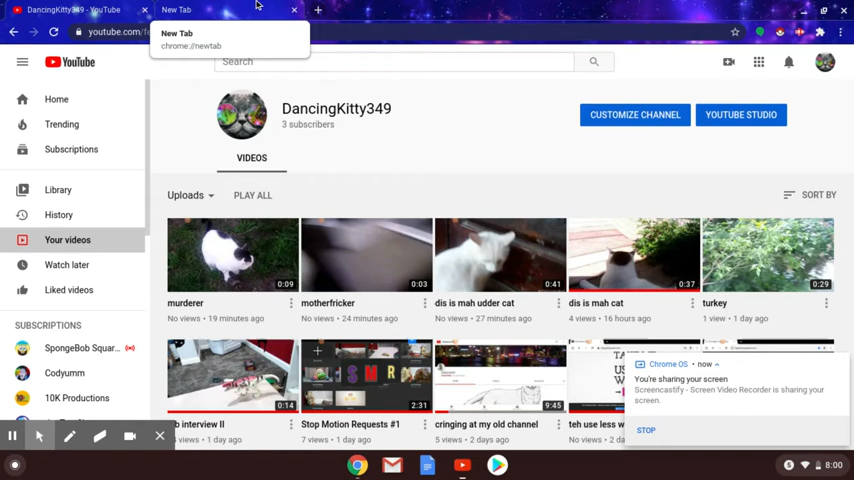 DancingKitty349 - YouTube
New Tab
youtube.com/fe
New Tab
chrome://newtab
YouTube
Search
Home
DancingKitty349
3 subscribers
CUSTOMIZE CHANNEL
YOUTUBE STUDIO
Trending
Subscriptions
VIDEOS
Library
Uploads
PLAY ALL
SORT BY
History
Your videos
Watch later
Liked videos
0:09
0:03
0:41
0:37
0:29
murderer
motherfricker
dis is mah udder cat
dis is mah cat
turkey
No views • 19 minutes ago
No views • 24 minutes ago
No views • 27 minutes ago
4 views • 16 hours ago
1 view • 1 day ago
SUBSCRIPTIONS
SpongeBob Squar...
Codyumm
10K Productions
SMR
0:14
2:31
9:45
b interview II
Stop Motion Requests #1
cringing at my old channel
teh use less w
1 day ago
7 views • 1 day ago
5 views • 2 days ago
No views •
Chrome OS • now
You're sharing your screen
Screencastify - Screen Video Recorder is sharing your
screen.
STOP
8:00